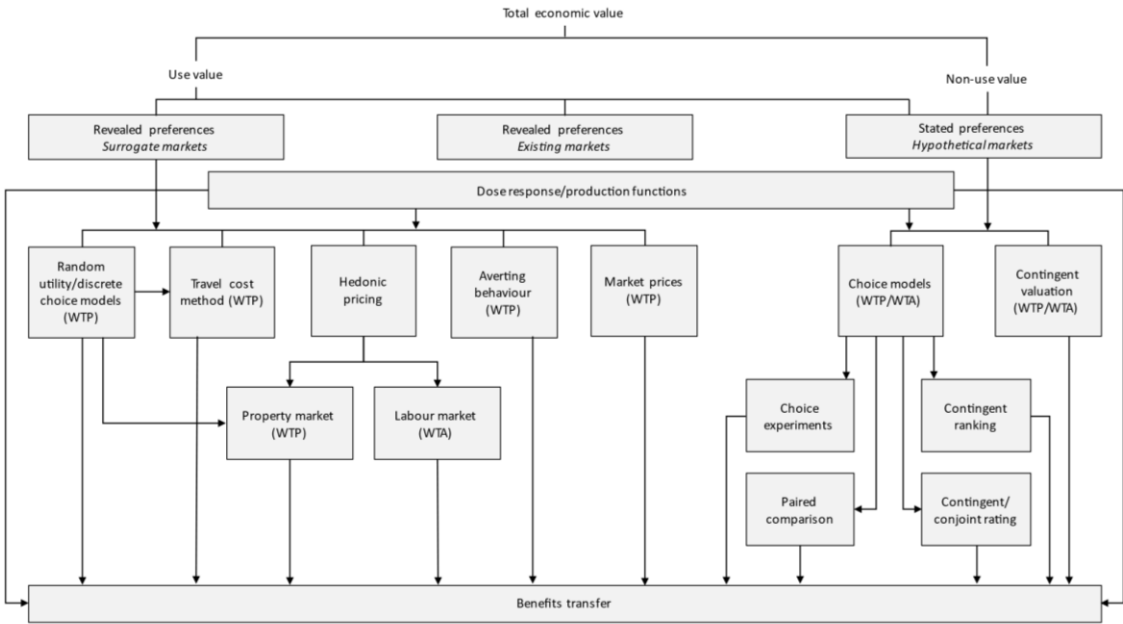 Total economic value
Use value
Non-use value
Revealed preferences
Surrogate markets
Revealed preferences
Existing markets
Stated preferences
Hypothetical markets
Dose response/production functions
Random
utility/discrete
choice models
(WTP)
Travel cost
method (WTP)
Hedonic
pricing
Averting
behaviour
(WTP)
Market prices
(WTP)
Choice models
(WTP/WTA)
Contingent
valuation
(WTP/WTA)
Property market
(WTP)
Labour market
(WTA)
Choice
experiments
Contingent
ranking
Paired
comparison
Contingent/
conjoint rating
Benefits transfer